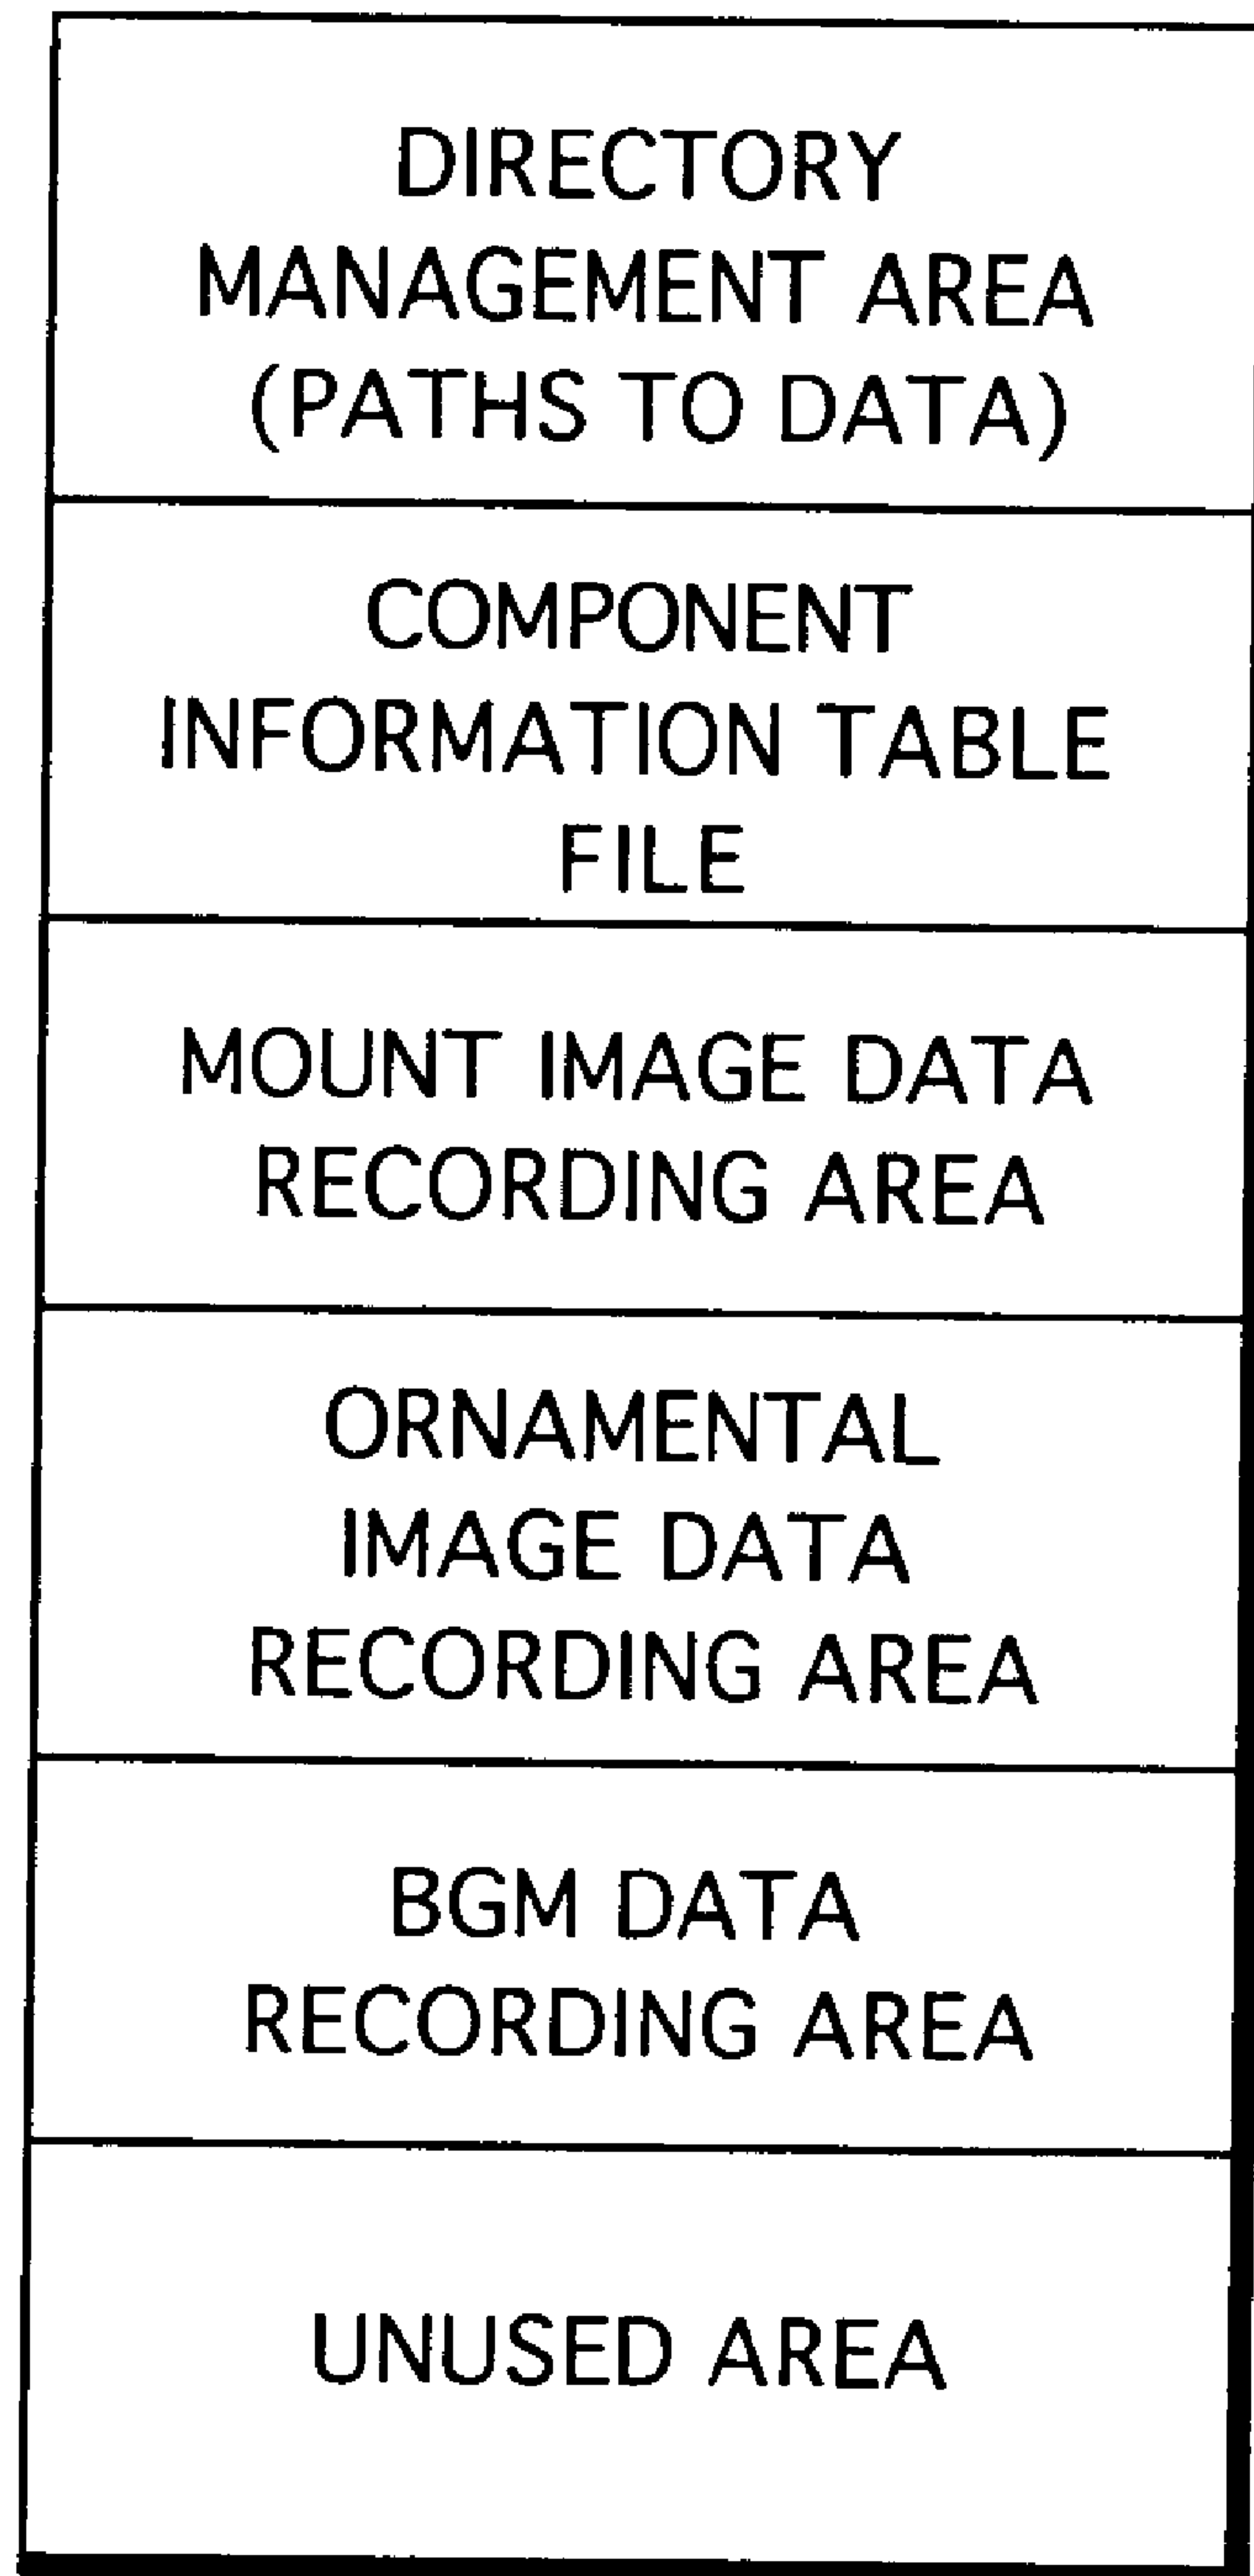 DIRECTORY
MANAGEMENT AREA
(PATHS TO DATA)
COMPONENT
INFORMATION TABLE
FILE
MOUNT IMAGE DATA
RECORDING AREA
ORNAMENTAL
IMAGE DATA
RECORDING AREA
BGM DATA
RECORDING AREA
UNUSED AREA